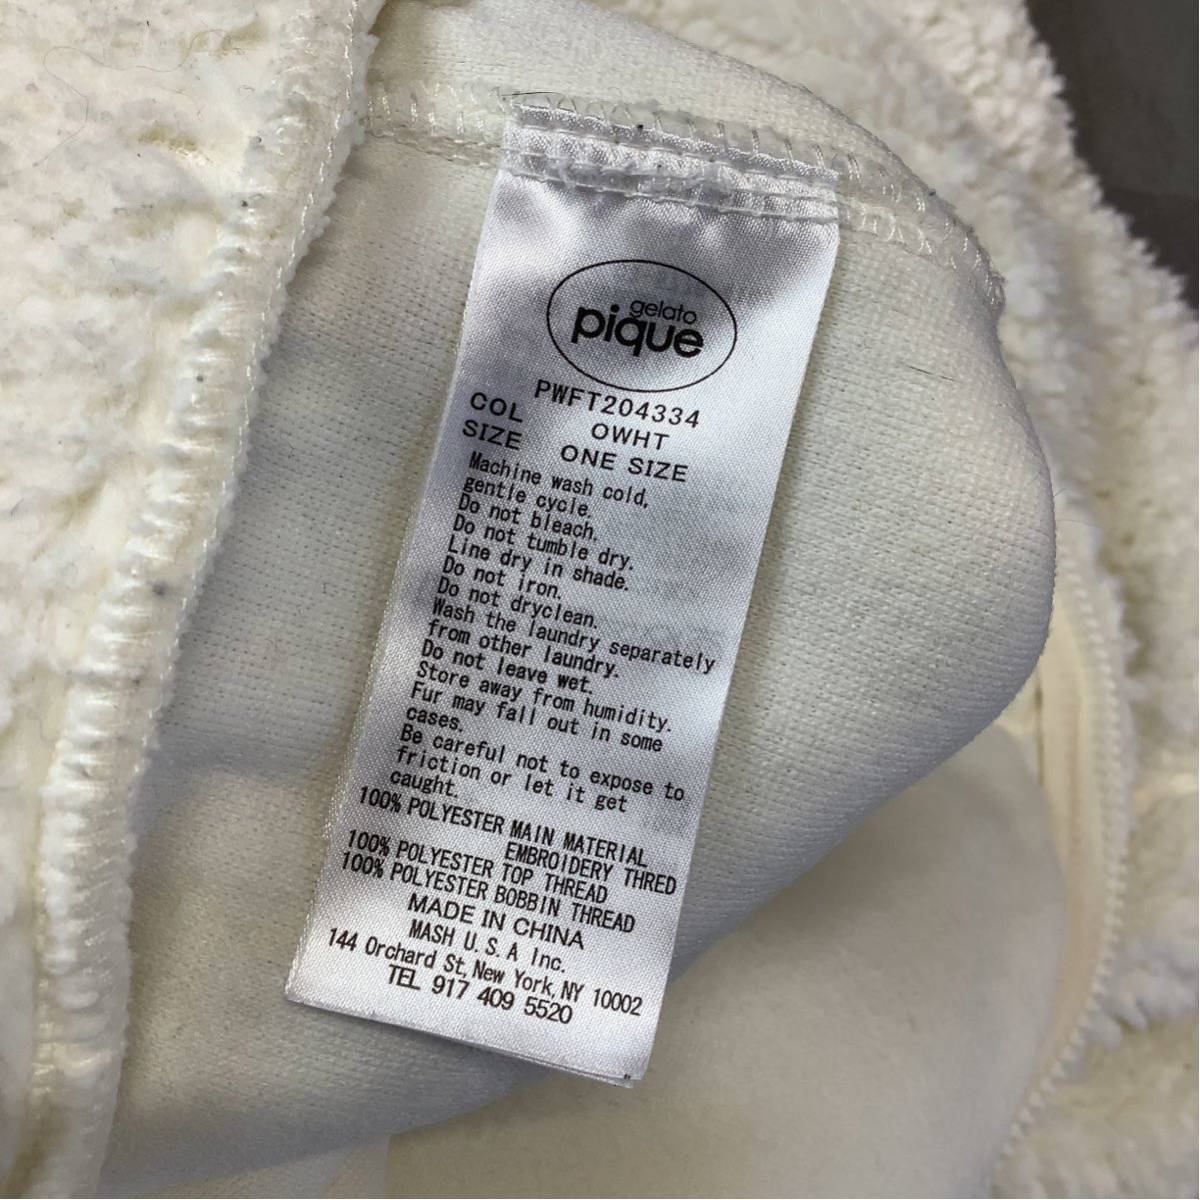 gelato
pique
PWFT204334
COL OWHT
SIZE ONE SIZE
Machine wash cold,
gentle cycle.
Do not bleach.
Do not tumble dry.
Line dry in shade.
Do not iron.
Do not dryclean.
Wash the laundry separately
from other laundry.
Do not leave wet.
Store away from humidity.
Fur may fall out in some
cases.
Be careful not to expose to
friction or let it get
caught.
100% POLYESTER MAIN MATERIAL
EMBROIDERY THRED
100% POLYESTER TOP THREAD
100% POLYESTER BOBBIN THREAD
MADE IN CHINA
MASH U.S.A Inc.
144 Orchard St, New York, NY 10002
TEL 917 409 5520